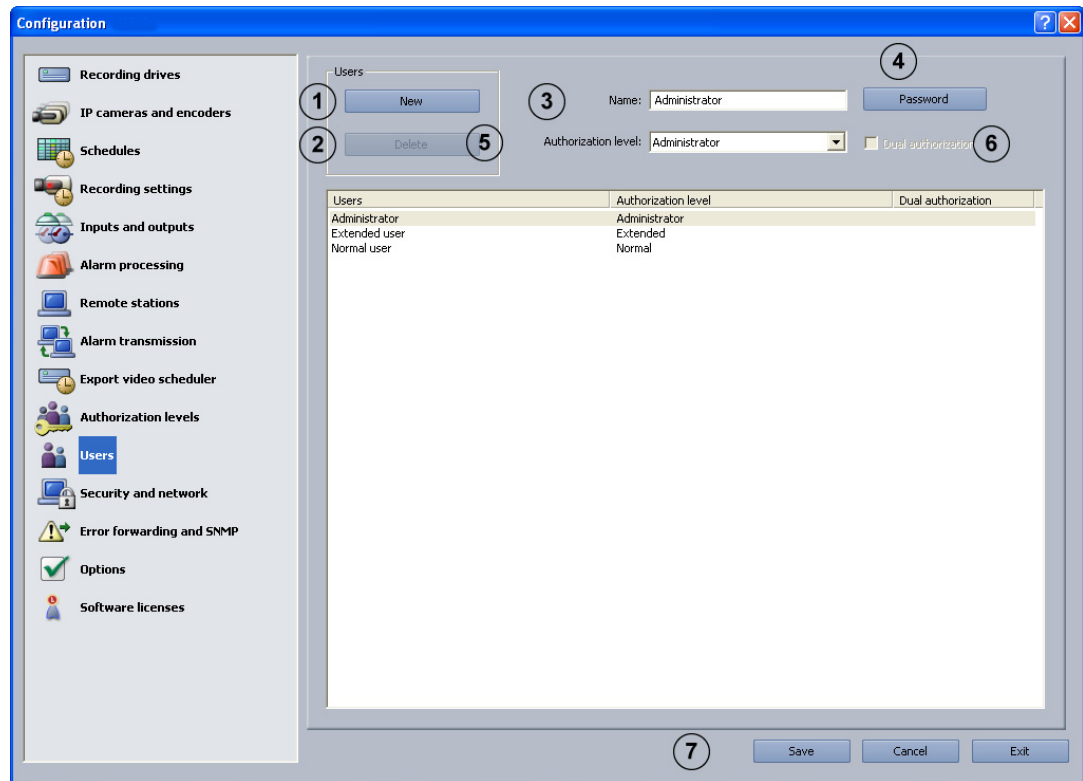 Configuration
Recording drives
IP cameras and encoders
Schedules
Recording settings
Inputs and outputs
Alarm processing
Remote stations
Alarm transmission
Export video scheduler
Authorization levels
Users
Security and network
Error forwarding and SNMP
Options
Software licenses
Users
1 New
2 Delete 5
3 Name: Administrator
4
Password
Authorization level: Administrator
Dual authorization 6
Users Authorization level Dual authorization
Administrator Administrator
Extended user Extended
Normal user Normal
7 Save Cancel Exit